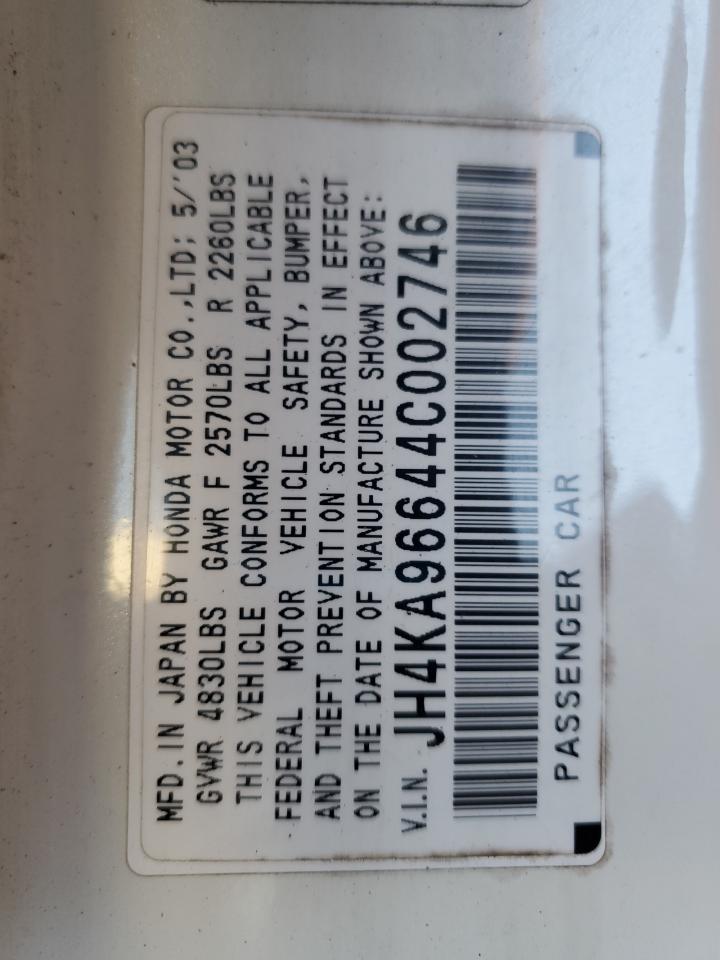 MFD. IN JAPAN BY HONDA MOTOR CO.,LTD; 5/'03
GVWR 4830LBS GAWR F 2570LBS R 2260LBS
THIS VEHICLE CONFORMS TO ALL APPLICABLE
FEDERAL MOTOR VEHICLE SAFETY, BUMPER,
AND THEFT PREVENTION STANDARDS IN EFFECT
ON THE DATE OF MANUFACTURE SHOWN ABOVE:
V.I.N. JH4KA96644C002746
PASSENGER CAR